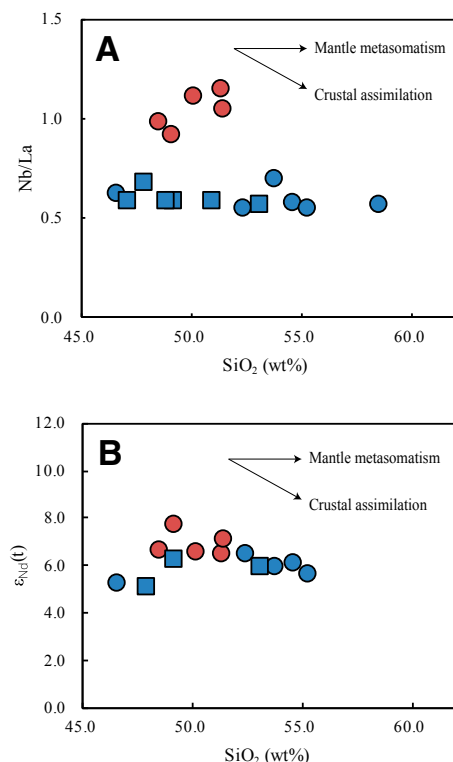 A
Mantle metasomatism
Crustal assimilation
Nb/La
1.5
1.0
0.5
0.0
45.0 50.0 55.0 60.0
SiO₂ (wt%)
B
Mantle metasomatism
Crustal assimilation
εNd(t)
12.0
10.0
8.0
6.0
4.0
2.0
0.0
45.0 50.0 55.0 60.0
SiO₂ (wt%)